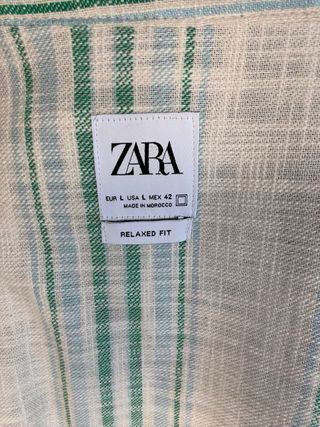 ZARA
EUR L USA L MEX 42
MADE IN MOROCCO
RELAXED FIT